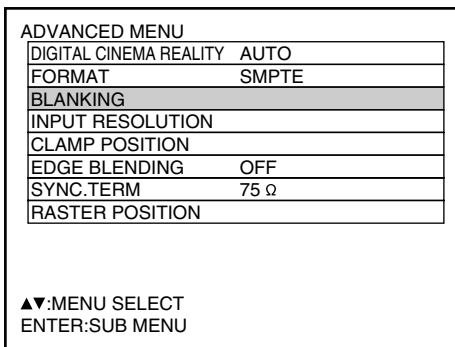 ADVANCED MENU
DIGITAL CINEMA REALITY AUTO
FORMAT SMPTE
BLANKING
INPUT RESOLUTION
CLAMP POSITION
EDGE BLENDING OFF
SYNC.TERM 75 Ω
RASTER POSITION
▲▼:MENU SELECT
ENTER:SUB MENU